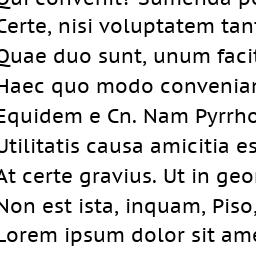 Qui convenit? Sumenda po
Certe, nisi voluptatem tan
Quae duo sunt, unum facit
Haec quo modo convenian
Equidem e Cn. Nam Pyrrho
Utilitatis causa amicitia es
At certe gravius. Ut in geo
Non est ista, inquam, Piso,
Lorem ipsum dolor sit ame